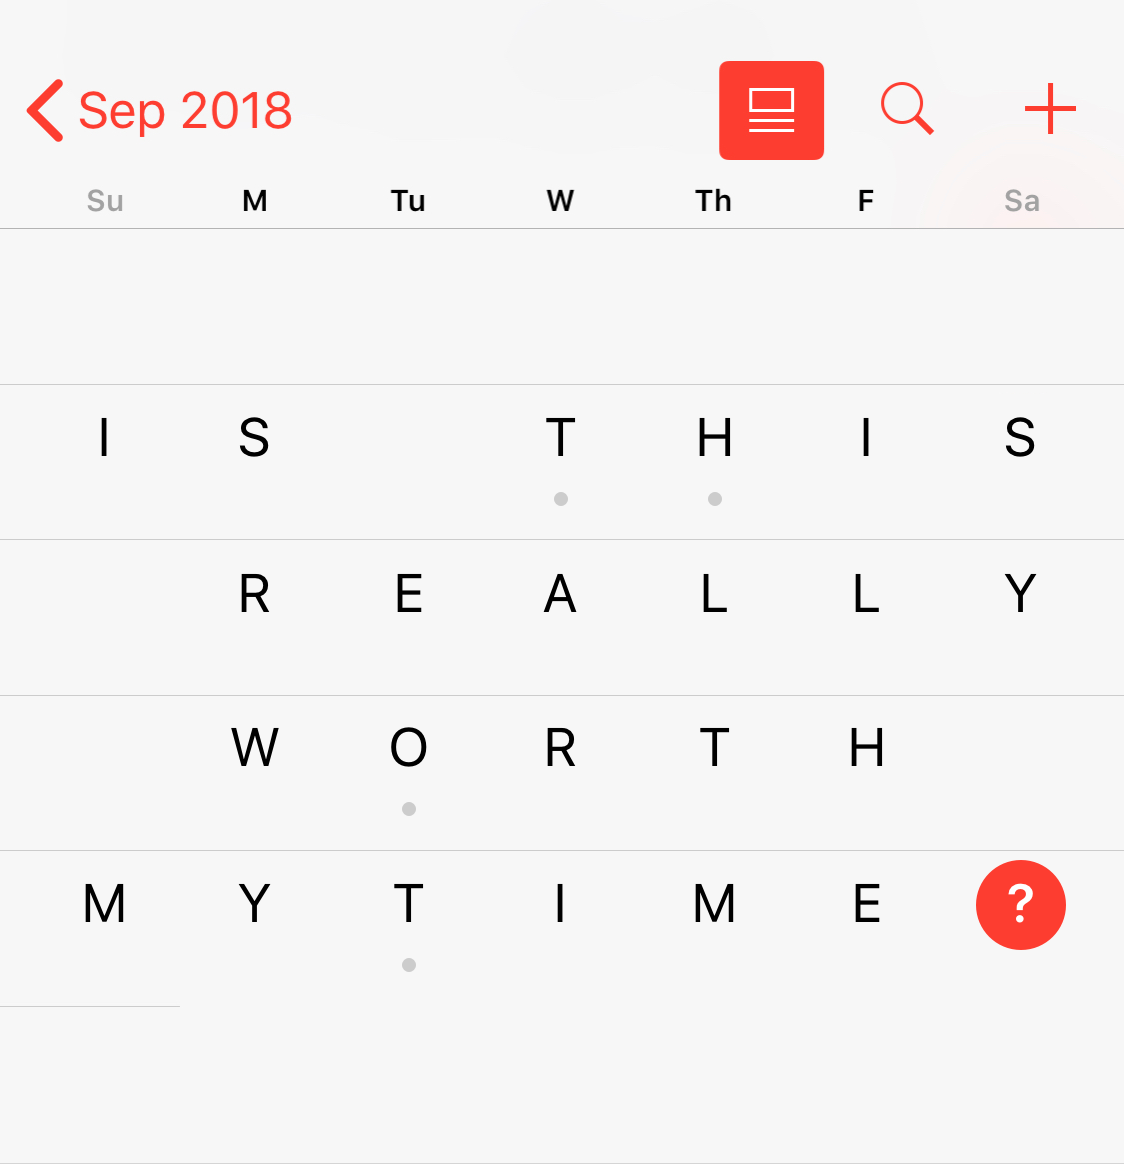 Sep 2018
Su M Tu W Th F Sa
I S T H I S
R E A L L Y
W O R T H
M Y T I M E ?